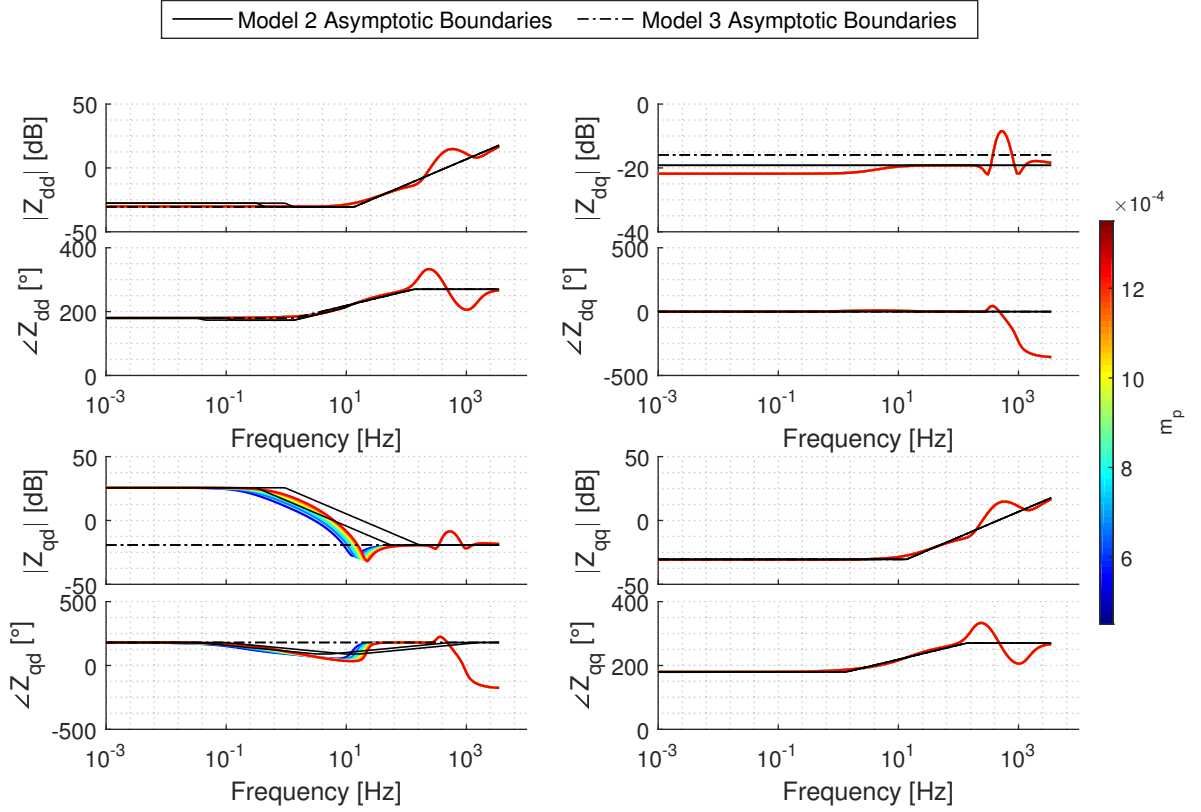 Model 2 Asymptotic Boundaries Model 3 Asymptotic Boundaries
50
0
-50
|Z_dd| [dB]
400
200
0
∠Z_dd [°]
10^-3 10^-1 10^1 10^3
Frequency [Hz]
0
-20
-40
|Z_dq| [dB]
500
0
-500
∠Z_dq [°]
10^-3 10^-1 10^1 10^3
Frequency [Hz]
50
0
-50
|Z_qd| [dB]
500
0
-500
∠Z_qd [°]
10^-3 10^-1 10^1 10^3
Frequency [Hz]
50
0
-50
|Z_qq| [dB]
400
200
0
∠Z_qq [°]
10^-3 10^-1 10^1 10^3
Frequency [Hz]
×10^-4
12
10
8
6
m_p